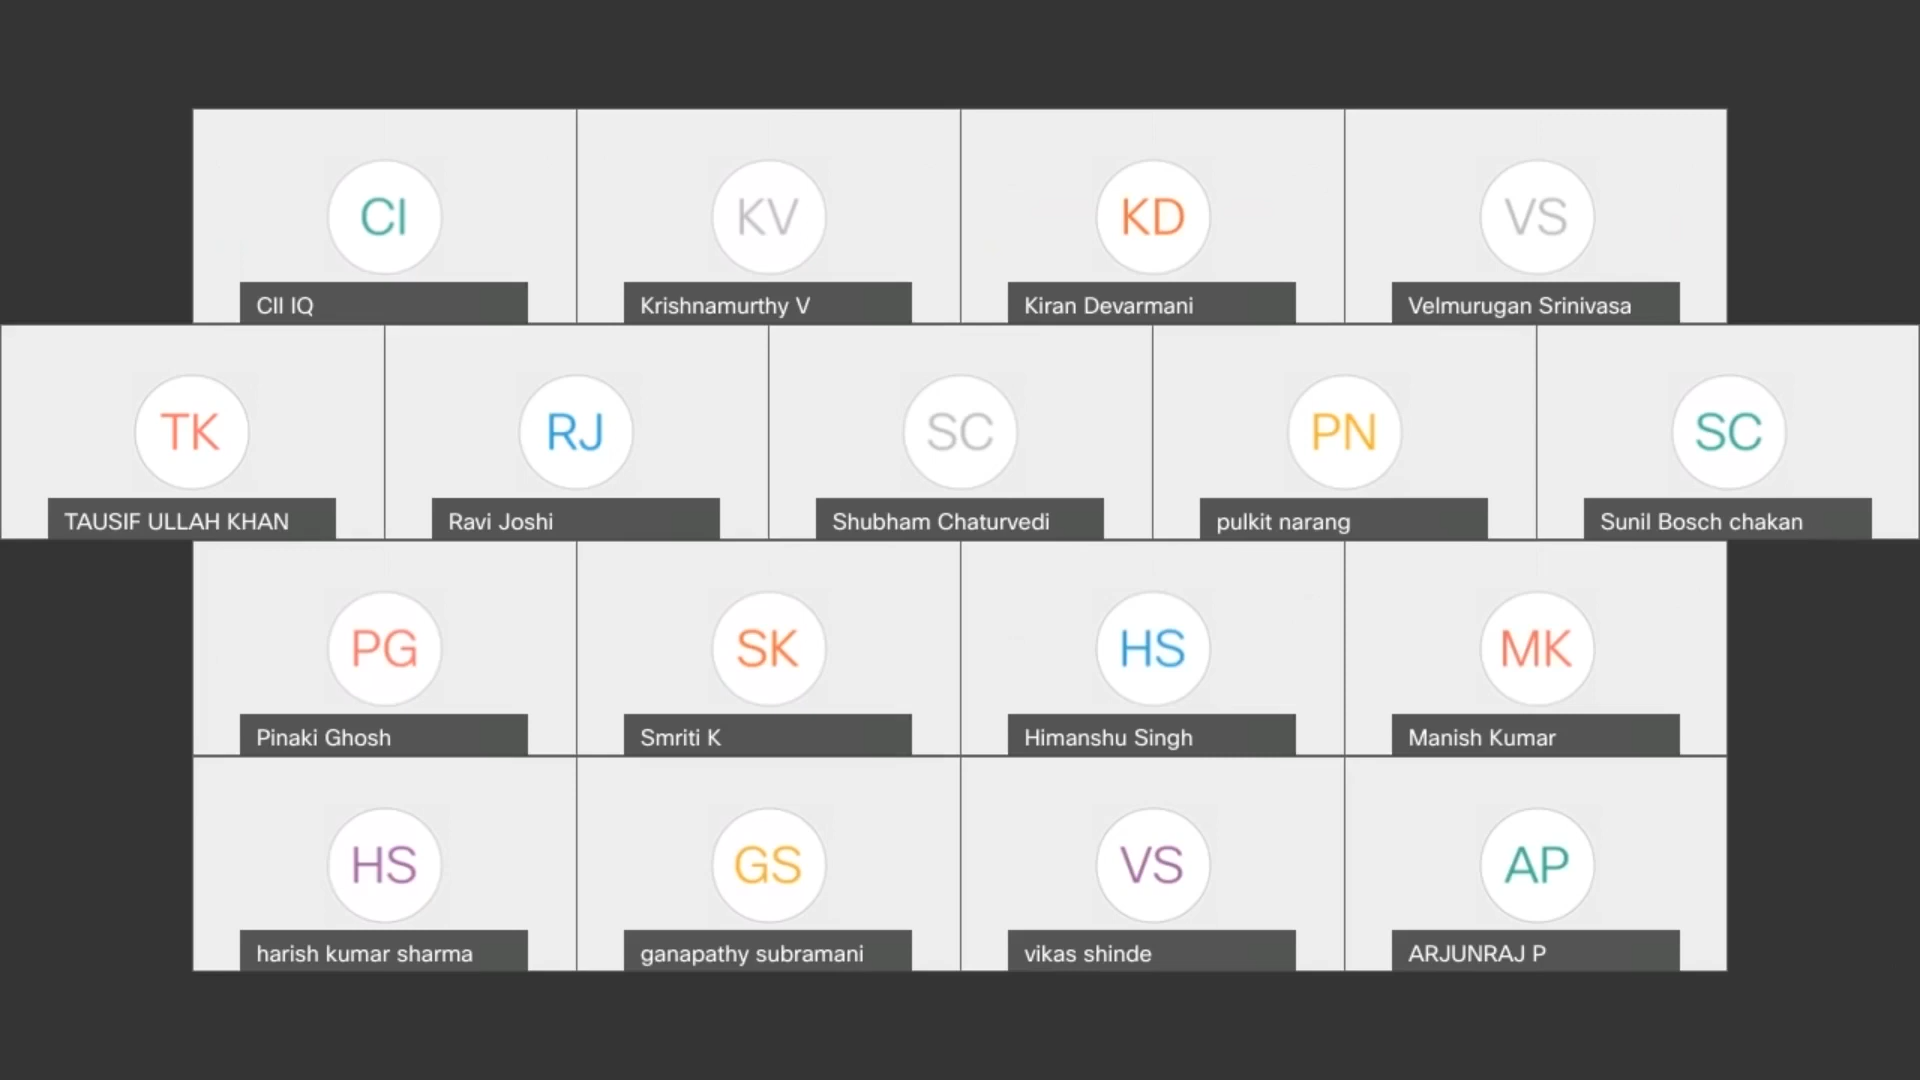 CI
KV
KD
VS
CII IQ
Krishnamurthy V
Kiran Devarmani
Velmurugan Srinivasa
TK
RJ
SC
PN
SC
TAUSIF ULLAH KHAN
Ravi Joshi
Shubham Chaturvedi
pulkit narang
Sunil Bosch chakan
PG
SK
HS
MK
Pinaki Ghosh
Smriti K
Himanshu Singh
Manish Kumar
HS
GS
VS
AP
harish kumar sharma
ganapathy subramani
vikas shinde
ARJUNRAJ P